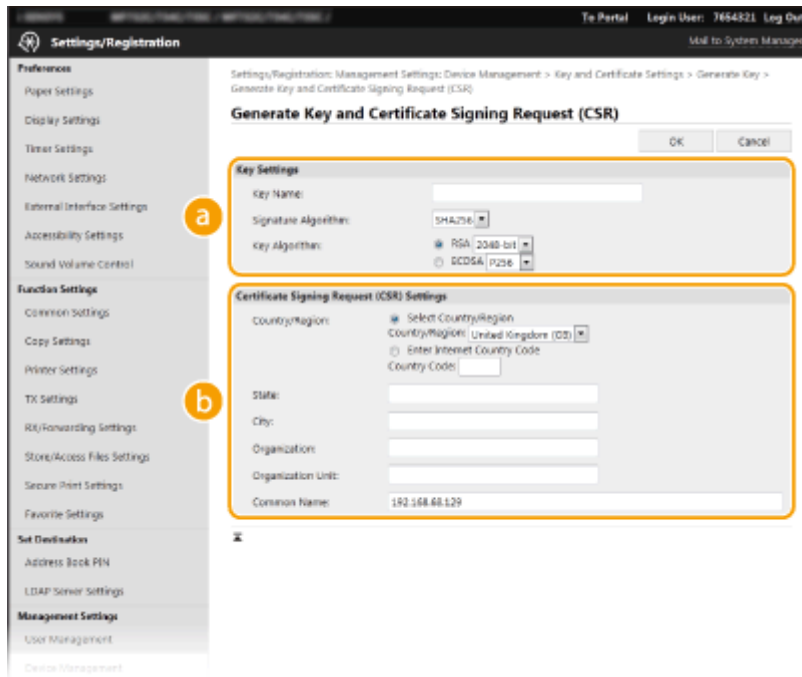 To Portal Login User: 7654321 Log Out
Settings/Registration
Mail to System Manager
Preferences
Paper Settings
Display Settings
Timer Settings
Network Settings
External Interface Settings
Accessibility Settings
Sound Volume Control
Function Settings
Common Settings
Copy Settings
Printer Settings
TX Settings
RX/Forwarding Settings
Store/Access Files Settings
Secure Print Settings
Favorite Settings
Set Destination
Address Book PIN
LDAP Server Settings
Management Settings
User Management
Device Management
Settings/Registration: Management Settings: Device Management > Key and Certificate Settings > Generate Key >
Generate Key and Certificate Signing Request (CSR)
Generate Key and Certificate Signing Request (CSR)
OK Cancel
a
Key Settings
Key Name:
Signature Algorithm: SHA256
Key Algorithm: RSA 2048-bit
ECDSA P256
b
Certificate Signing Request (CSR) Settings
Country/Region: Select Country/Region
Country/Region: United Kingdom (GB)
Enter Internet Country Code
Country Code:
State:
City:
Organization:
Organization Unit:
Common Name: 192.168.68.129